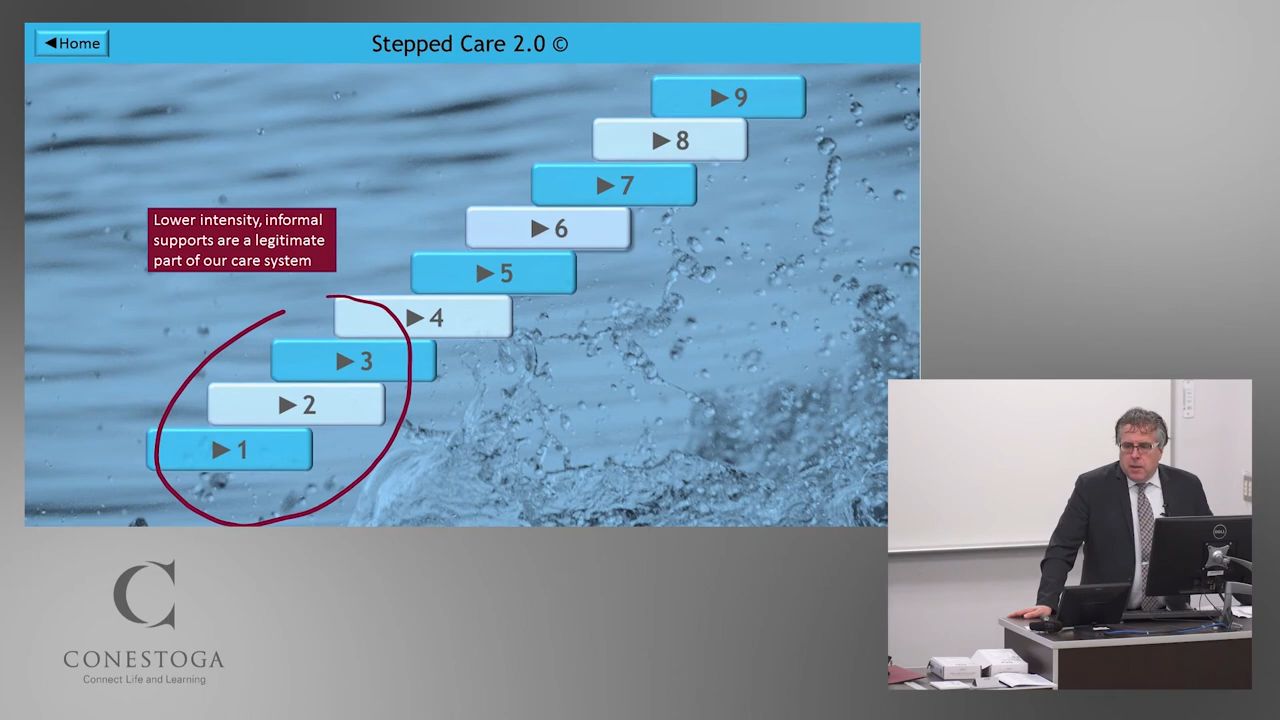 ◀Home
Stepped Care 2.0 ©
▶9
▶8
▶7
▶6
Lower intensity, informal
supports are a legitimate
part of our care system
▶5
▶4
▶3
▶2
▶1
DELL
CONESTOGA
Connect Life and Learning